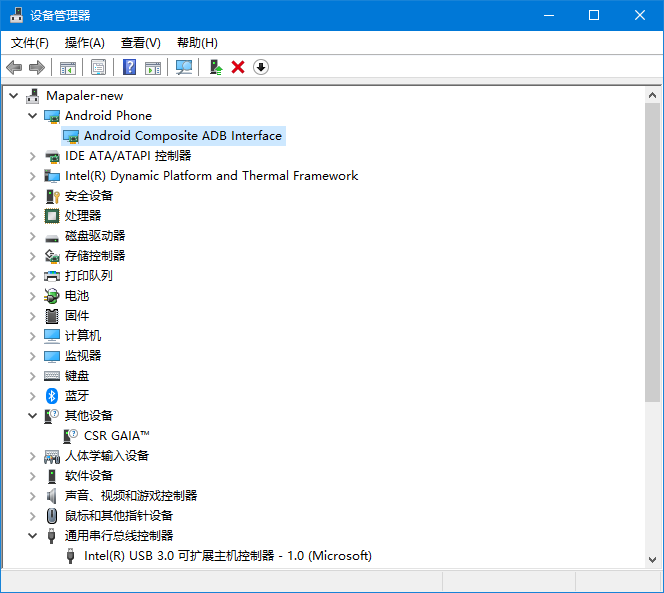 设备管理器
文件(F) 操作(A) 查看(V) 帮助(H)
Mapaler-new
Android Phone
Android Composite ADB Interface
IDE ATA/ATAPI 控制器
Intel(R) Dynamic Platform and Thermal Framework
安全设备
处理器
磁盘驱动器
存储控制器
打印队列
电池
固件
计算机
监视器
键盘
蓝牙
其他设备
CSR GAIA™
人体学输入设备
软件设备
声音、视频和游戏控制器
鼠标和其他指针设备
通用串行总线控制器
Intel(R) USB 3.0 可扩展主机控制器 - 1.0 (Microsoft)